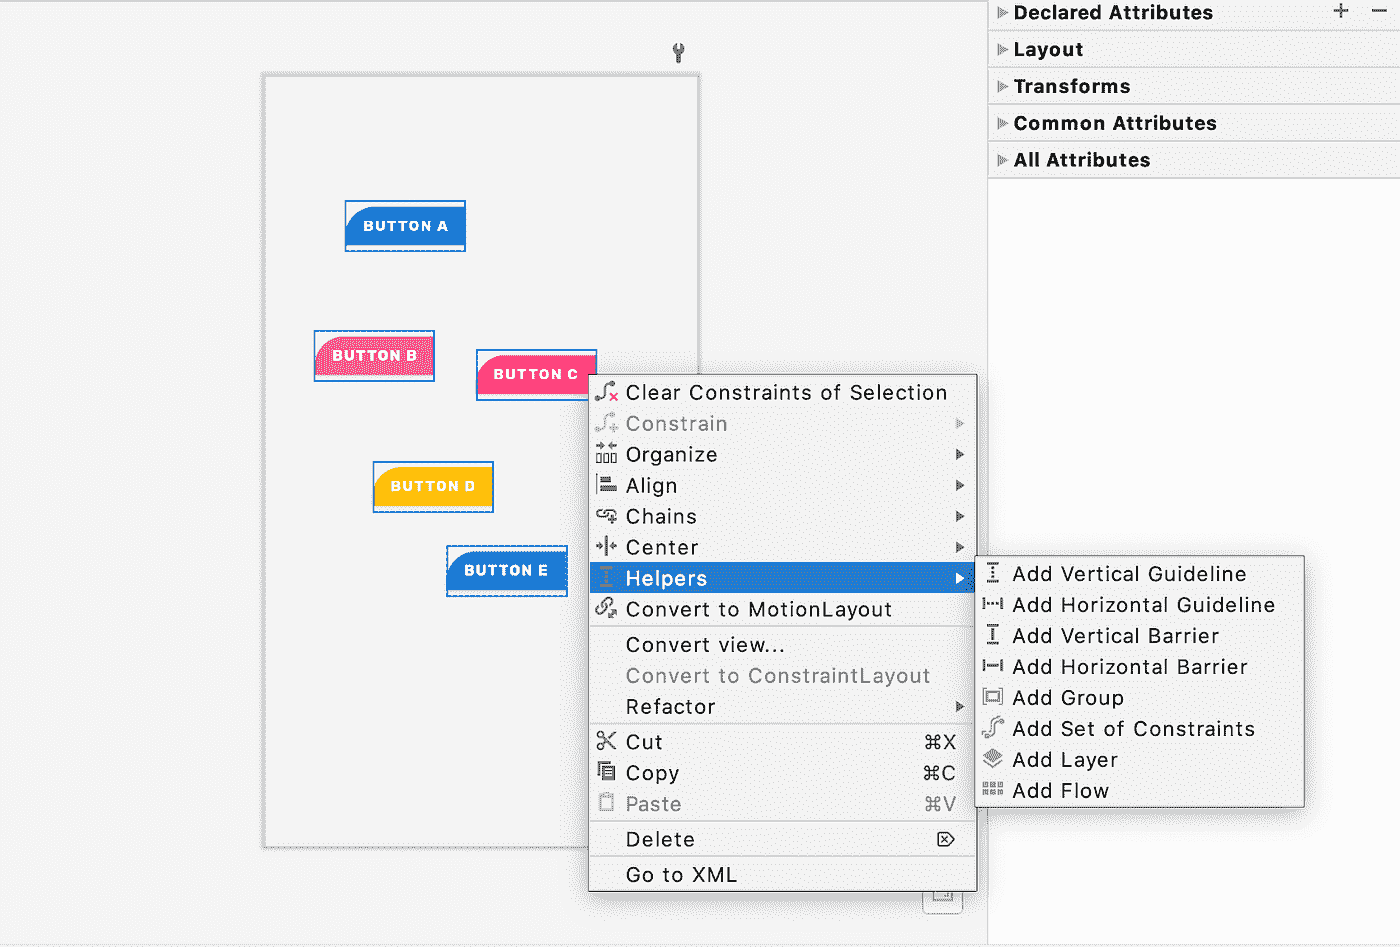 Declared Attributes
Layout
Transforms
Common Attributes
All Attributes
BUTTON A
BUTTON B
BUTTON C
BUTTON D
BUTTON E
Clear Constraints of Selection
Constrain
Organize
Align
Chains
Center
Helpers
Convert to MotionLayout
Convert view...
Convert to ConstraintLayout
Refactor
Cut ⌘X
Copy ⌘C
Paste ⌘V
Delete
Go to XML
Add Vertical Guideline
Add Horizontal Guideline
Add Vertical Barrier
Add Horizontal Barrier
Add Group
Add Set of Constraints
Add Layer
Add Flow